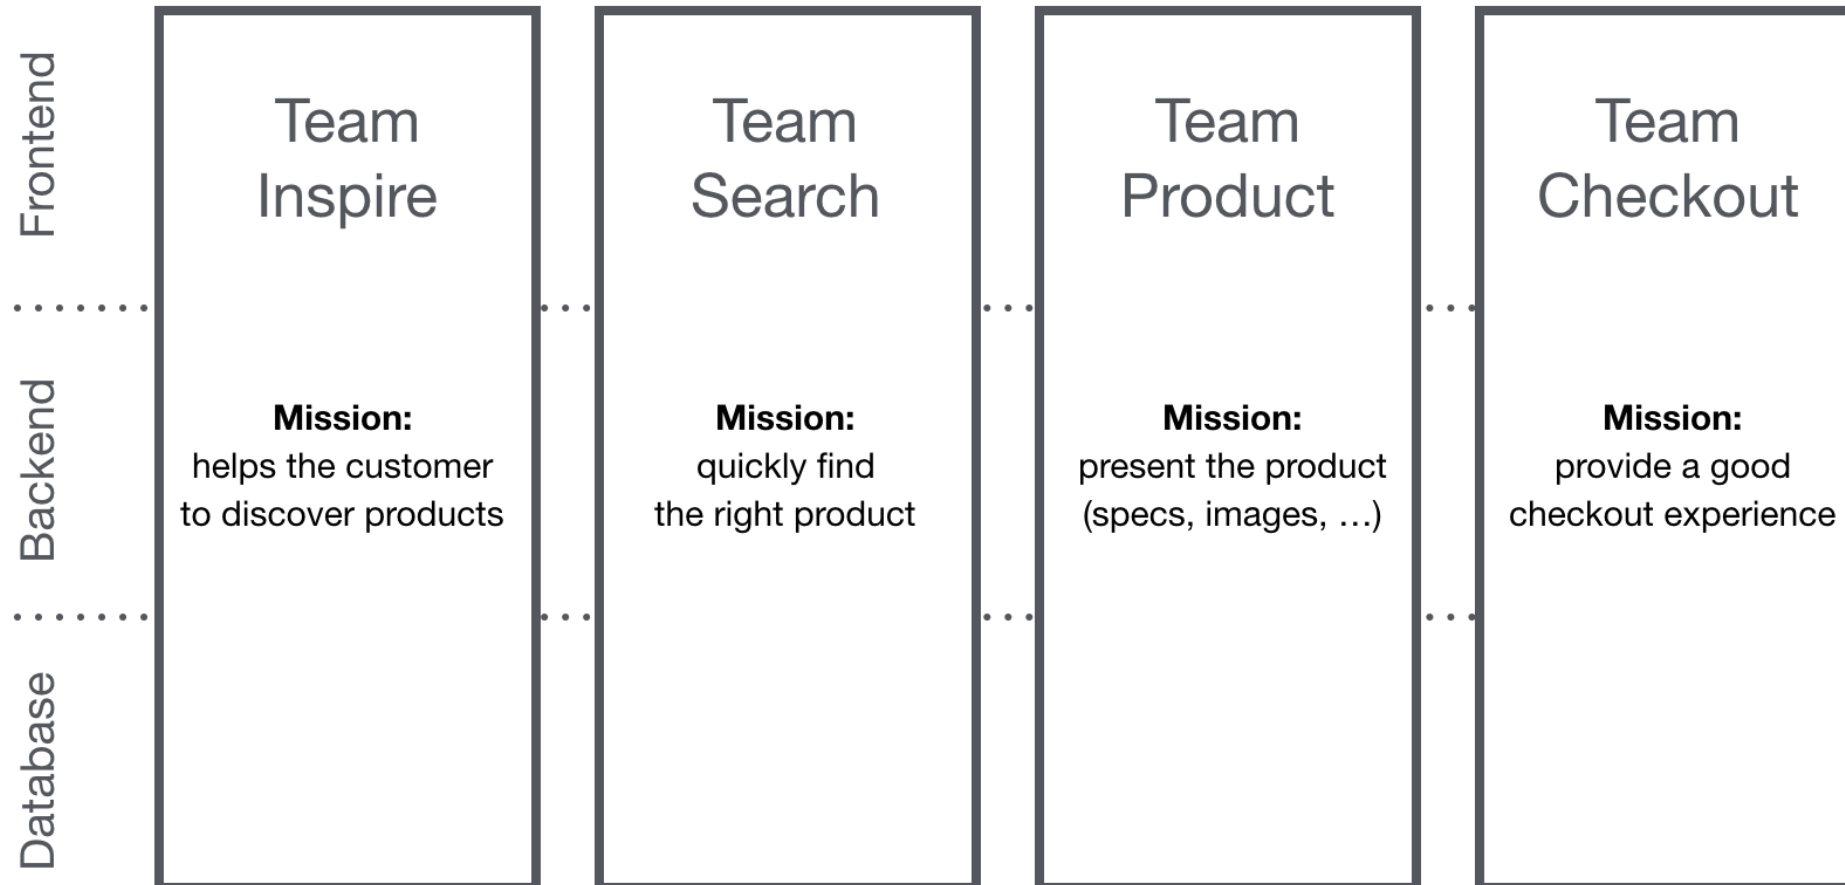 Frontend
Backend
Database
Team
Inspire
Mission:
helps the customer
to discover products
Team
Search
Mission:
quickly find
the right product
Team
Product
Mission:
present the product
(specs, images, …)
Team
Checkout
Mission:
provide a good
checkout experience